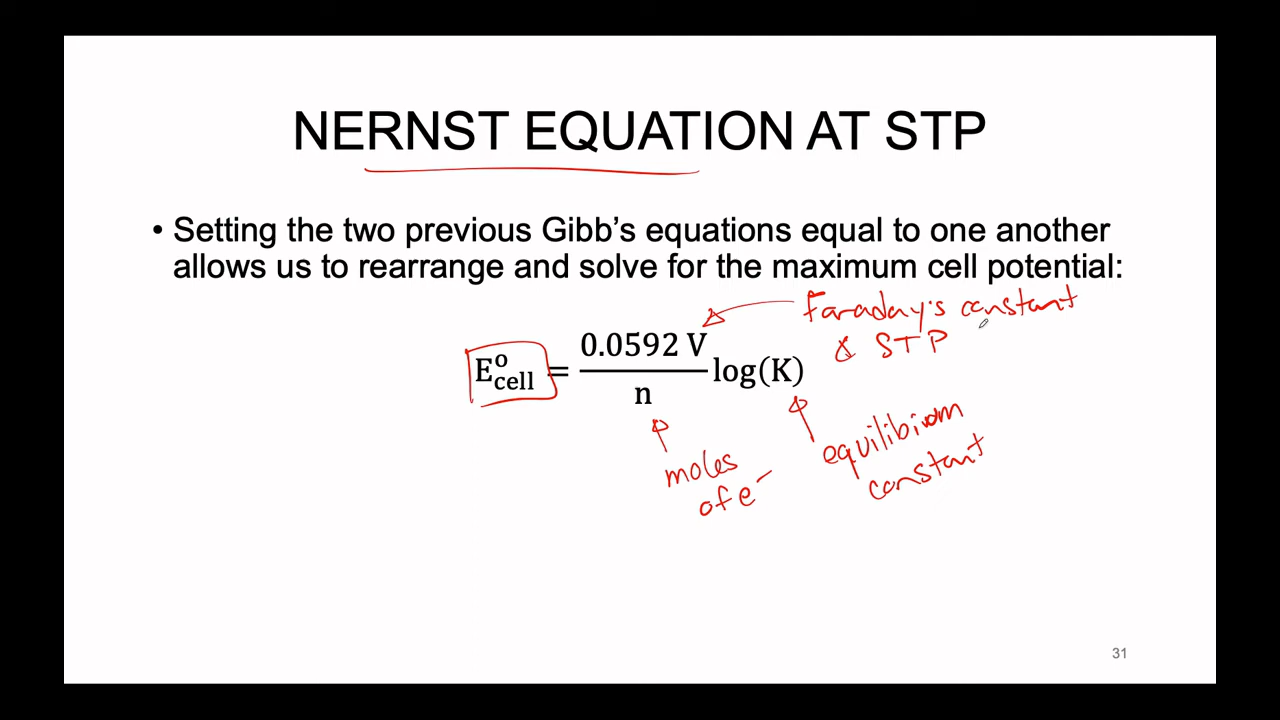 NERNST EQUATION AT STP
• Setting the two previous Gibb's equations equal to one another
allows us to rearrange and solve for the maximum cell potential:
Faraday's constant
& STP
E°cell = 0.0592 V / n log(K)
moles
of e⁻
equilibium
constant
31